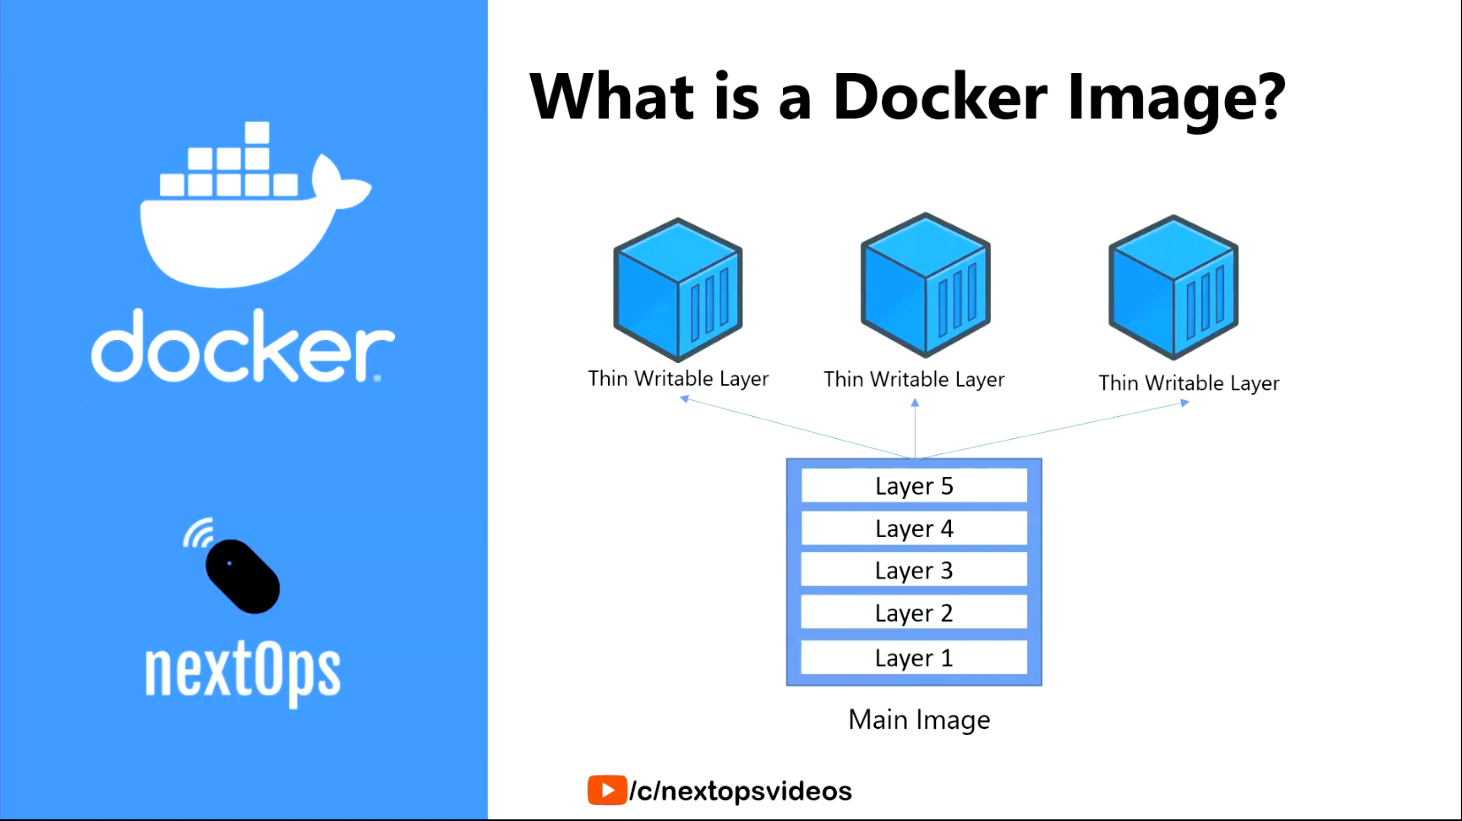 What is a Docker Image?
docker
Thin Writable Layer
Thin Writable Layer
Thin Writable Layer
Layer 5
Layer 4
Layer 3
Layer 2
Layer 1
Main Image
nextOps
/c/nextopsvideos